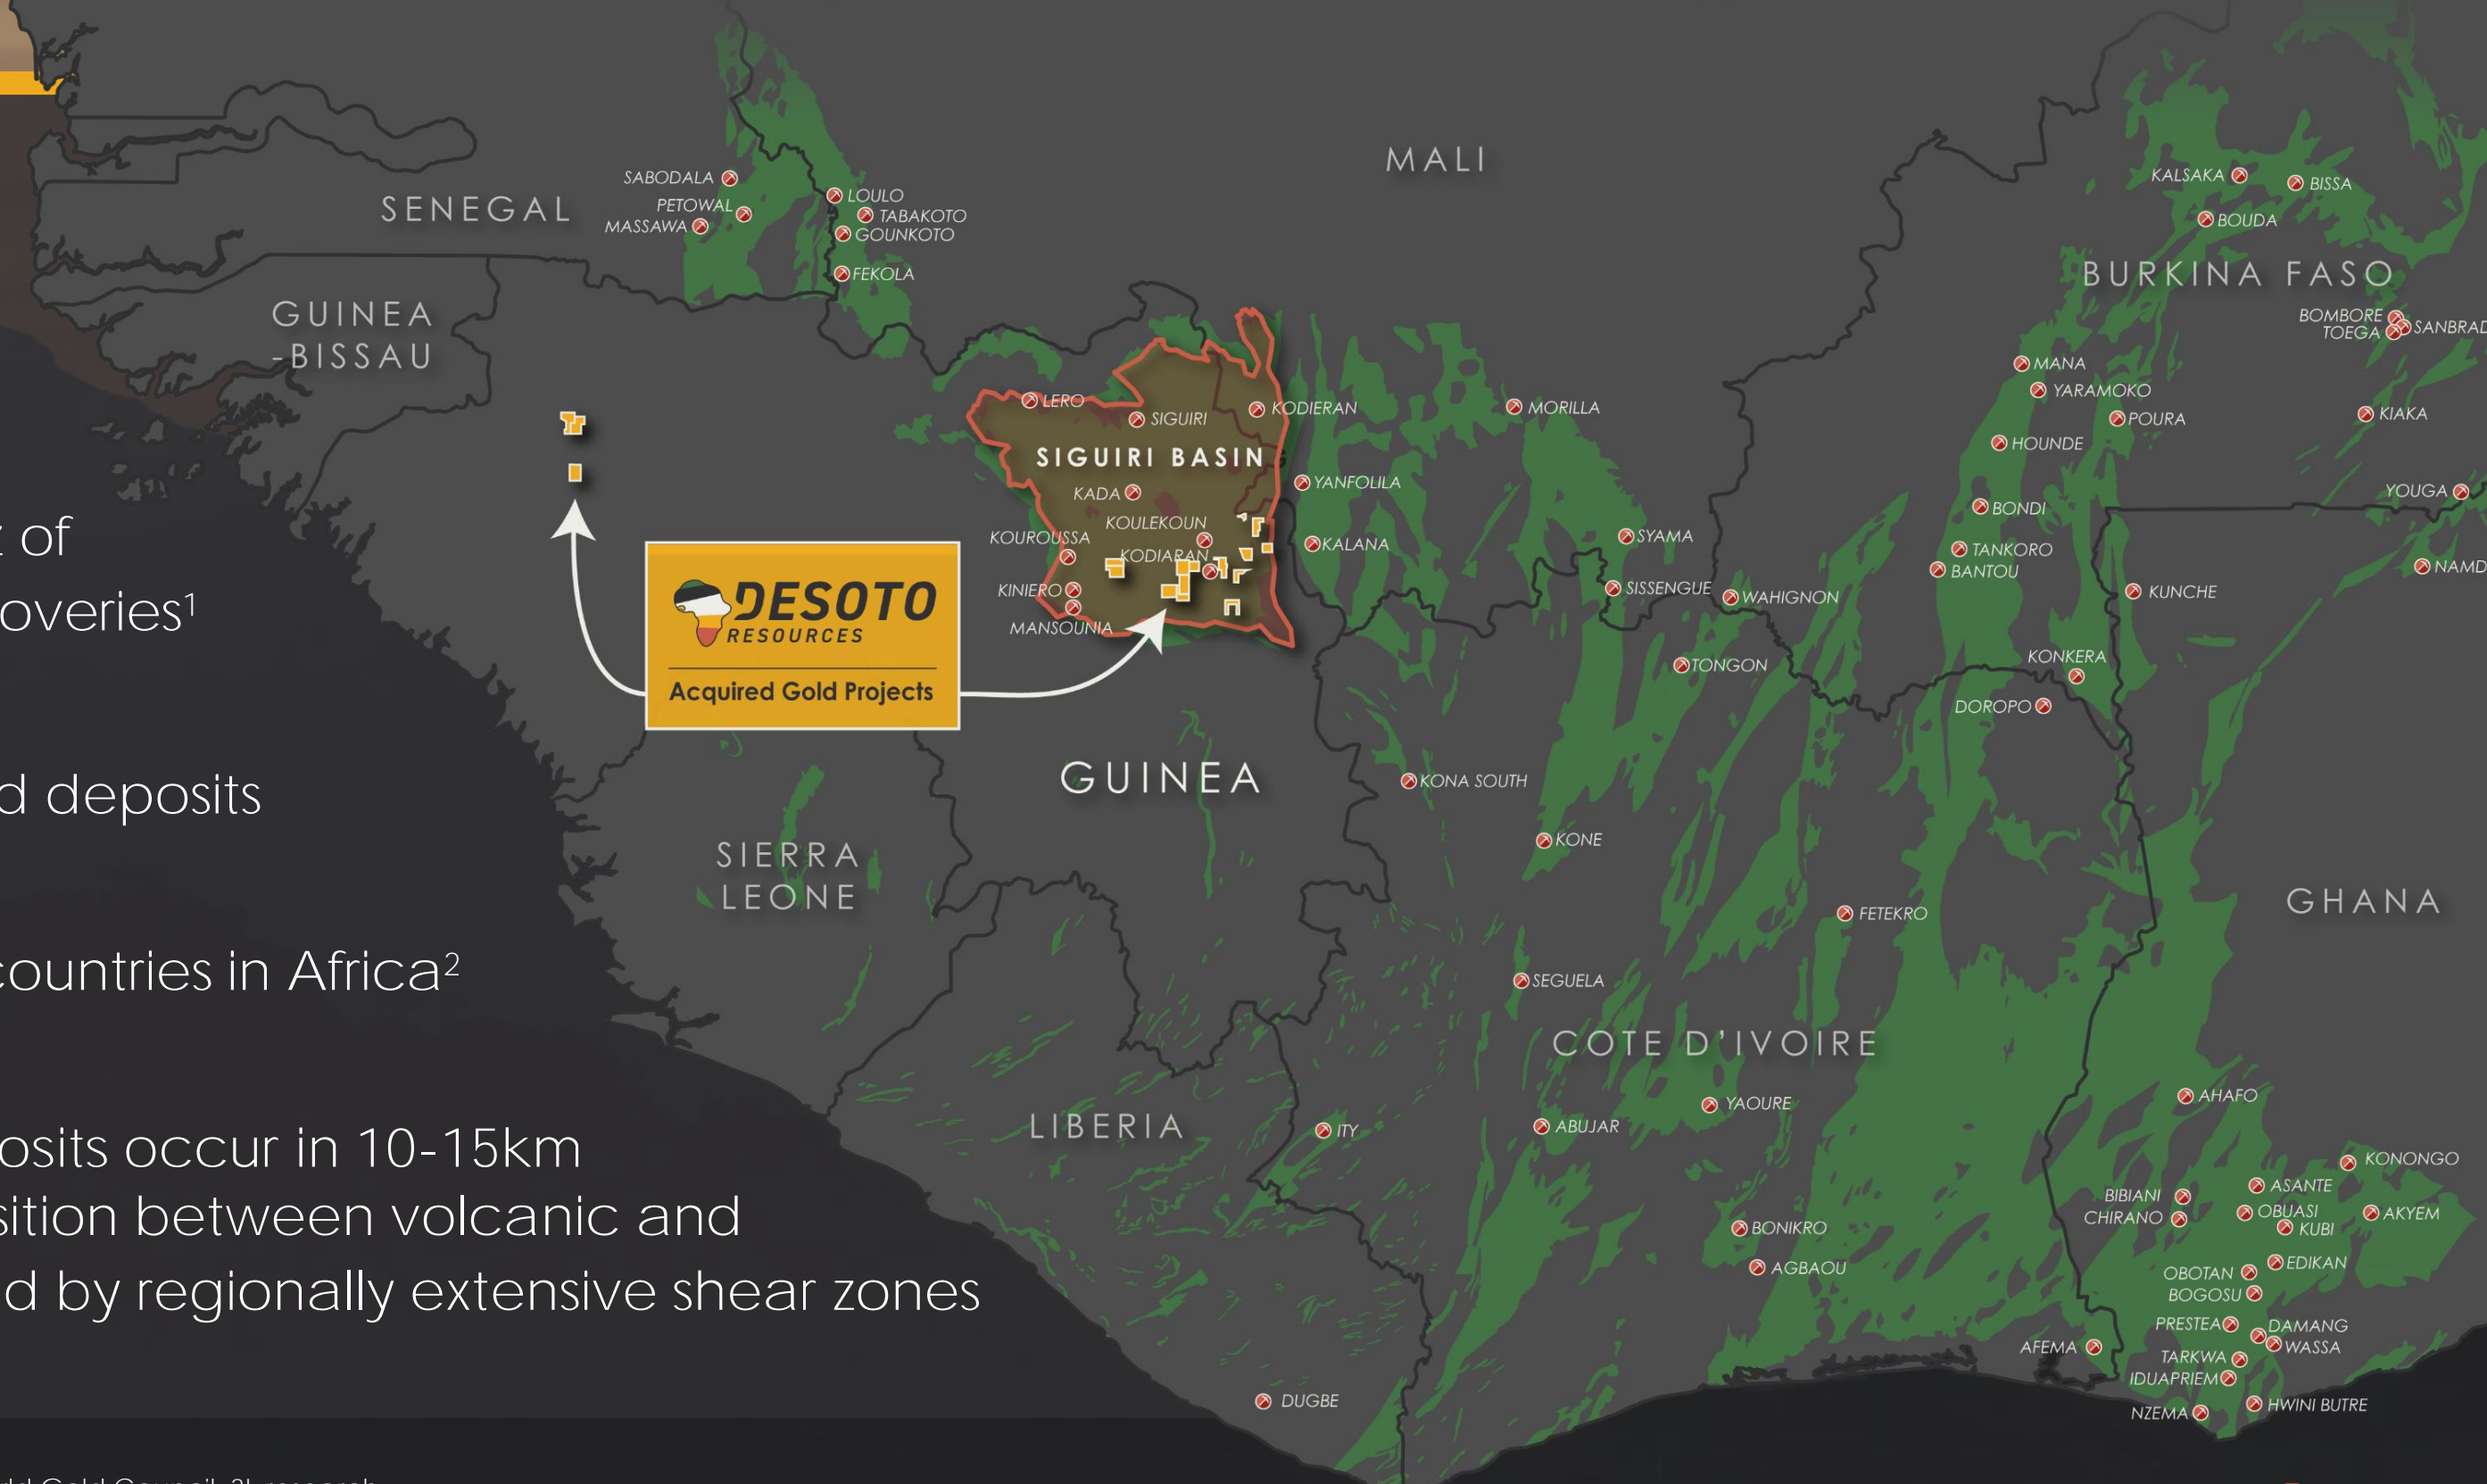 z of
overies¹
d deposits
countries in Africa²
osits occur in 10-15km
sition between volcanic and
d by regionally extensive shear zones
SENEGAL
GUINEA
-BISSAU
MALI
BURKINA FASO
SABODALA
PETOWAL
MASSAWA
LOULO
TABAKOTO
GOUNKOTO
FEKOLA
LERO
SIGUIRI
KODIERAN
SIGUIRI BASIN
KADA
KOULEKOUN
KOUROUSSA
KODIARAN
KINIERO
MANSOUNIA
YANFOLILA
KALANA
MORILLA
SYAMA
SISSENGUE
WAHIGNON
TONGON
KALSAKA
BISSA
BOUDA
BOMBORE
TOEGA
SANBRAD
MANA
YARAMOKO
POURA
KIAKA
HOUNDE
YOUGA
BONDI
TANKORO
BANTOU
NAMD
KUNCHE
KONKERA
DOROPO
DESOTO
RESOURCES
Acquired Gold Projects
GUINEA
SIERRA
LEONE
KONA SOUTH
KONE
FETEKRO
GHANA
SEGUELA
COTE D'IVOIRE
LIBERIA
ITY
ABUJAR
YAOURE
AHAFO
KONONGO
ASANTE
BIBIANI
CHIRANO
OBUASI
KUBI
AKYEM
BONIKRO
AGBAOU
EDIKAN
OBOTAN
BOGOSU
PRESTEA
DAMANG
WASSA
AFEMA
TARKWA
IDUAPRIEM
NZEMA
HWINI BUTRE
DUGBE